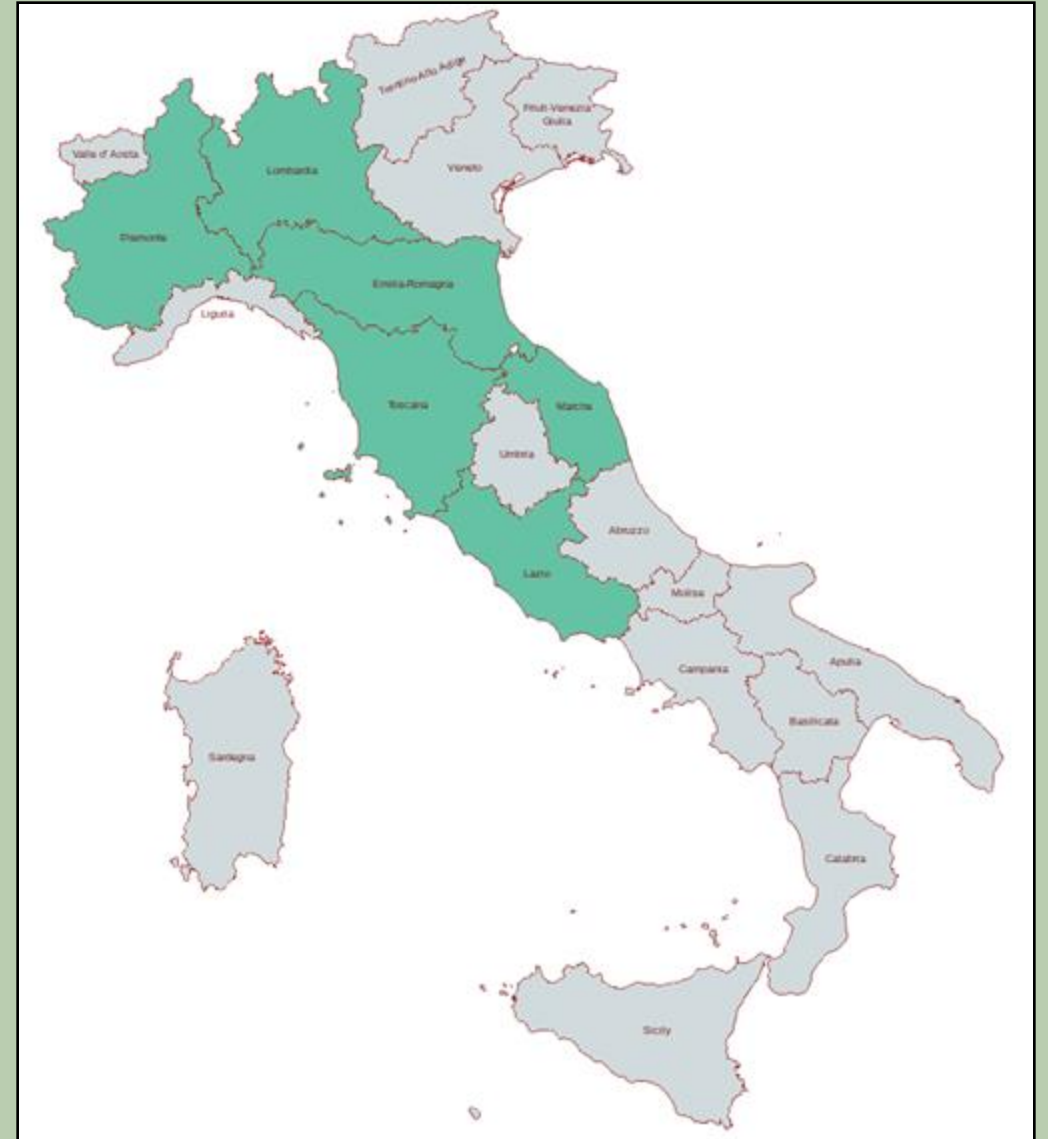 Trentino-Alto Adige
Friuli-Venezia
Giulia
Valle d'Aosta
Veneto
Lombardia
Piemonte
Emilia-Romagna
Liguria
Toscana
Marche
Umbria
Abruzzo
Lazio
Molise
Campania
Apulia
Basilicata
Sardegna
Calabria
Sicily